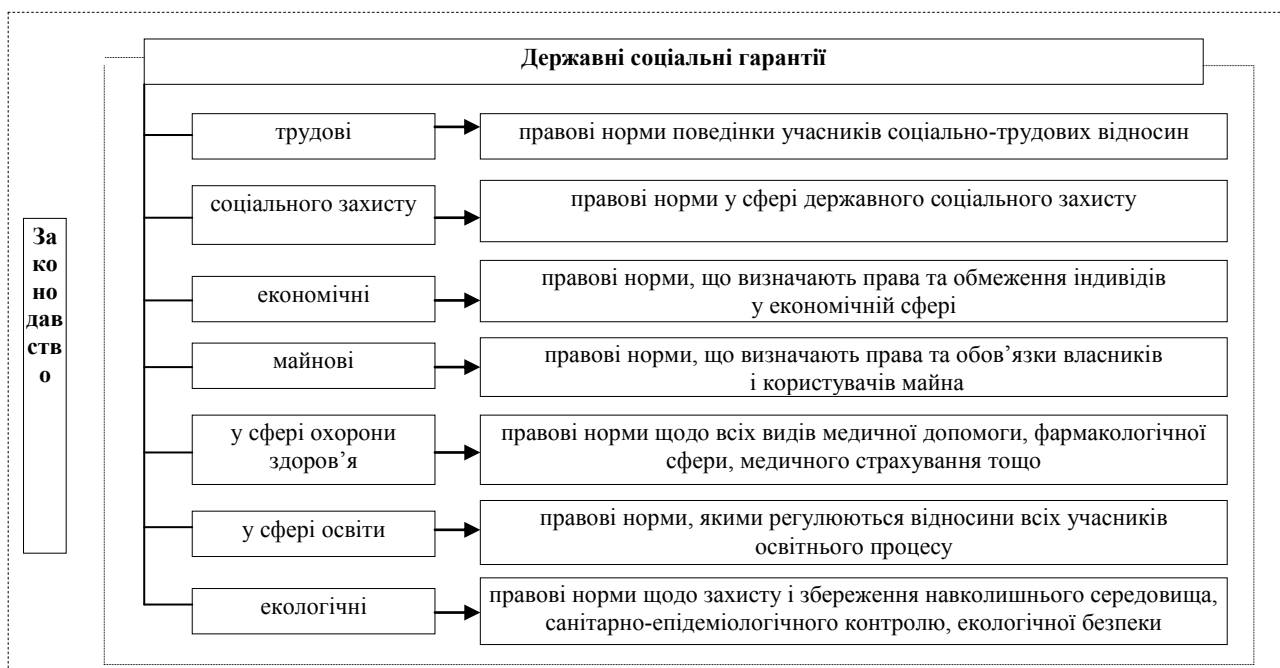 Державні соціальні гарантії
За
ко
но
дав
ств
о
трудові
правові норми поведінки учасників соціально-трудових відносин
соціального захисту
правові норми у сфері державного соціального захисту
економічні
правові норми, що визначають права та обмеження індивідів
у економічній сфері
майнові
правові норми, що визначають права та обов’язки власників
і користувачів майна
у сфері охорони
здоров’я
правові норми щодо всіх видів медичної допомоги, фармакологічної
сфери, медичного страхування тощо
у сфері освіти
правові норми, якими регулюються відносини всіх учасників
освітнього процесу
екологічні
правові норми щодо захисту і збереження навколишнього середовища,
санітарно-епідеміологічного контролю, екологічної безпеки